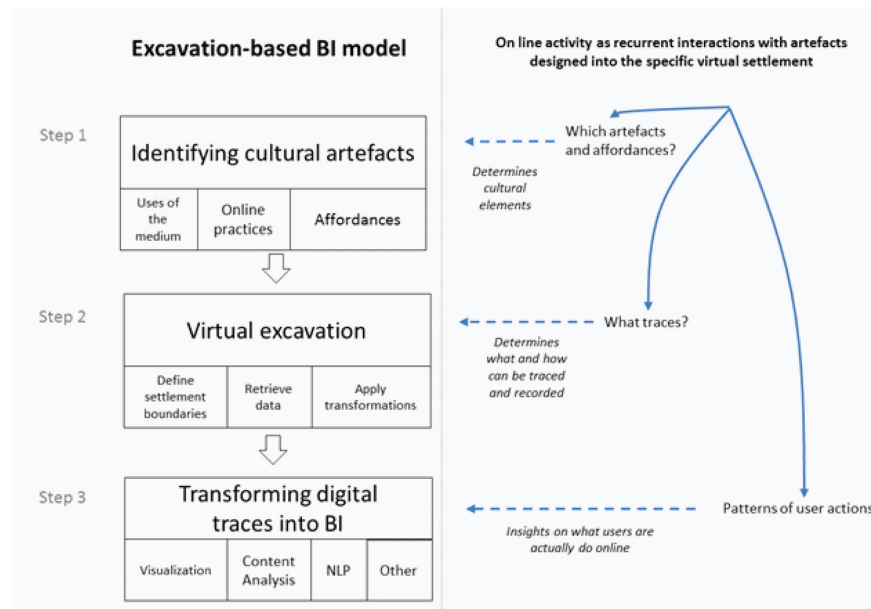 Excavation-based BI model
On line activity as recurrent interactions with artefacts
designed into the specific virtual settlement
Step 1
Identifying cultural artefacts
Uses of
the
medium
Online
practices
Affordances
Which artefacts
and affordances?
Determines
cultural
elements
Step 2
Virtual excavation
Define
settlement
boundaries
Retrieve
data
Apply
transformations
What traces?
Determines
what and how
can be traced
and recorded
Step 3
Transforming digital
traces into BI
Visualization
Content
Analysis
NLP
Other
Patterns of user actions
Insights on what users are
actually do online